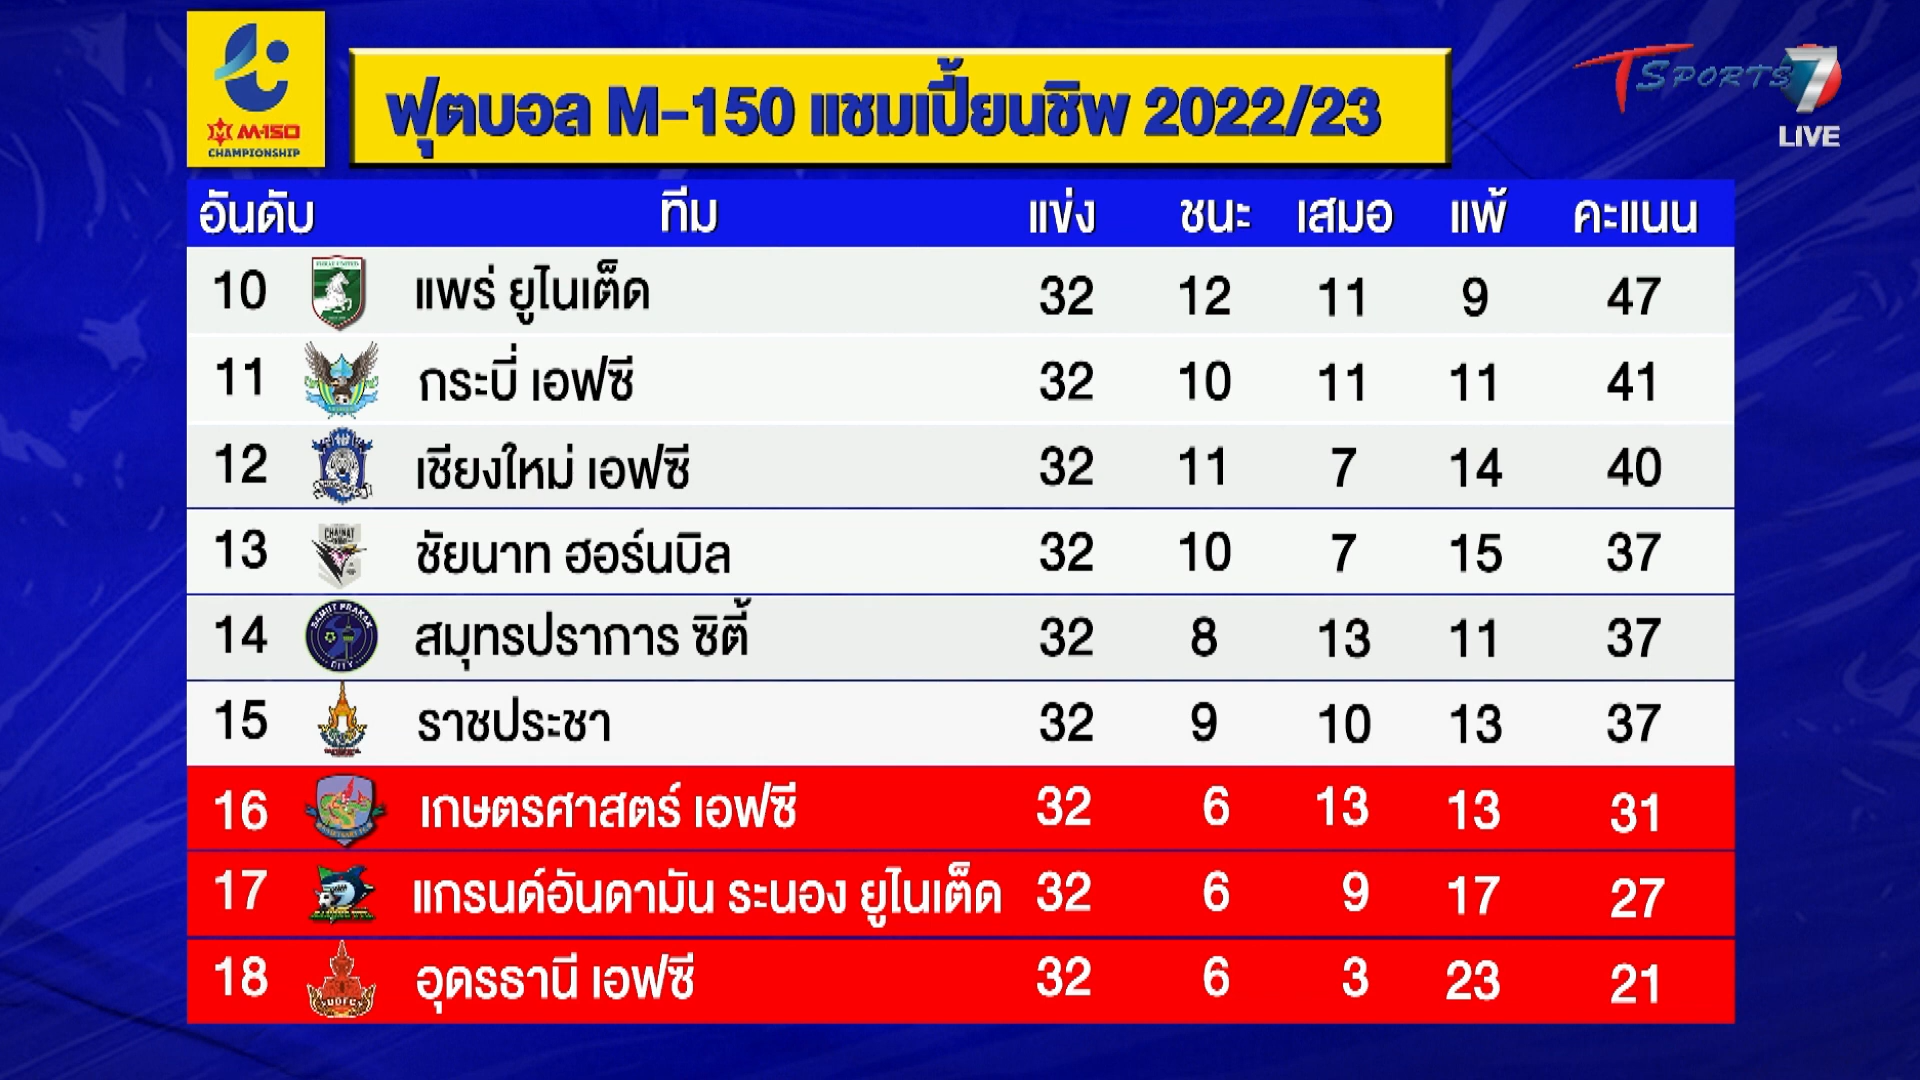 M-150
CHAMPIONSHIP
ฟุตบอล M-150 แชมเปี้ยนชิพ 2022/23
TSPORTS 7
LIVE
อันดับ ทีม แข่ง ชนะ เสมอ แพ้ คะแนน
10 แพร่ ยูไนเต็ด 32 12 11 9 47
11 กระบี่ เอฟซี 32 10 11 11 41
12 เชียงใหม่ เอฟซี 32 11 7 14 40
13 CHAINAT ชัยนาท ฮอร์นบิล 32 10 7 15 37
14 SAMUT PRAKAN CITY สมุทรปราการ ซิตี้ 32 8 13 11 37
15 ราชประชา 32 9 10 13 37
16 เกษตรศาสตร์ เอฟซี 32 6 13 13 31
17 แกรนด์อันดามัน ระนอง ยูไนเต็ด 32 6 9 17 27
18 UDFC อุดรธานี เอฟซี 32 6 3 23 21